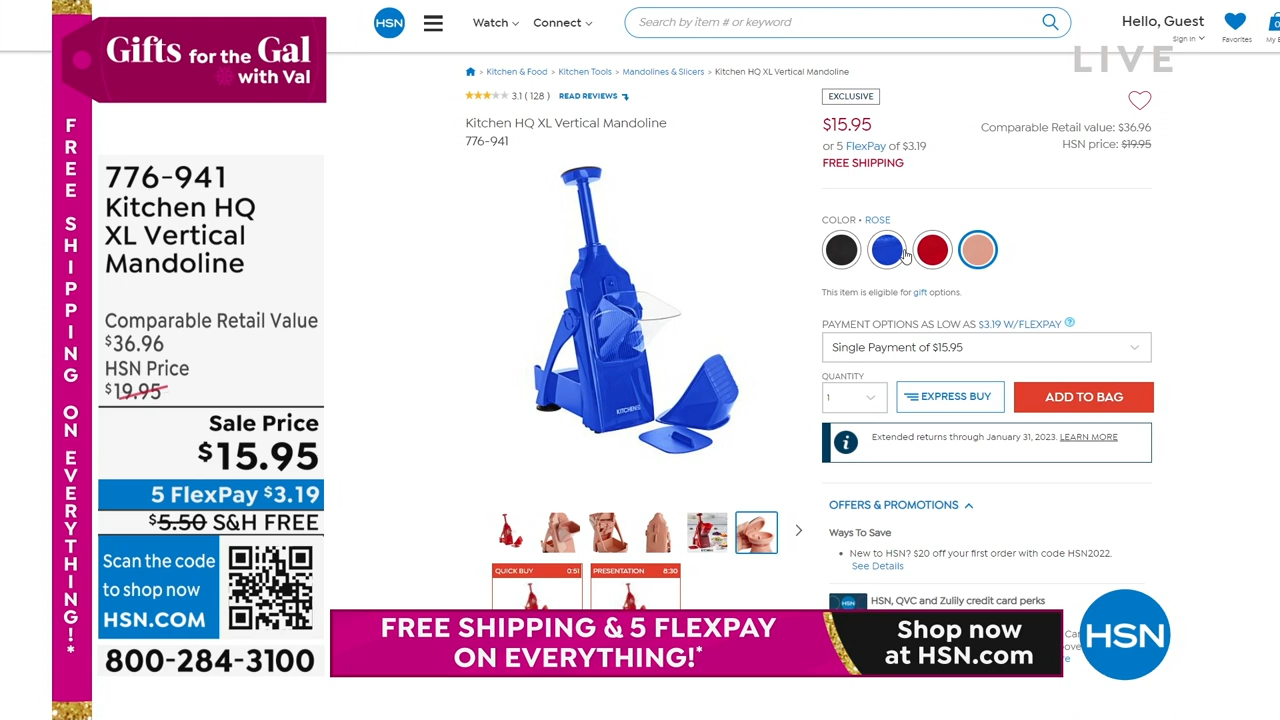 Gifts for the Gal
with Val
FREE SHIPPING ON EVERYTHING!*
776-941
Kitchen HQ
XL Vertical
Mandoline
Comparable Retail Value
$36.96
HSN Price
$19.95
Sale Price
$15.95
5 FlexPay $3.19
$5.50 S&H FREE
Scan the code
to shop now
HSN.COM
800-284-3100
HSN
Watch
Connect
Search by item # or keyword
Hello, Guest
Sign In
Favorites
0
My B
LIVE
> Kitchen & Food > Kitchen Tools > Mandolines & Slicers > Kitchen HQ XL Vertical Mandoline
3.1 (128) READ REVIEWS
Kitchen HQ XL Vertical Mandoline
776-941
KITCHEN HQ
EXCLUSIVE
$15.95
Comparable Retail value: $36.96
or 5 FlexPay of $3.19
HSN price: $19.95
FREE SHIPPING
COLOR • ROSE
This item is eligible for gift options.
PAYMENT OPTIONS AS LOW AS $3.19 W/FLEXPAY ?
Single Payment of $15.95
QUANTITY
1
EXPRESS BUY
ADD TO BAG
i
Extended returns through January 31, 2023. LEARN MORE
OFFERS & PROMOTIONS
Ways To Save
• New to HSN? $20 off your first order with code HSN2022.
See Details
HSN
HSN, QVC and Zulily credit card perks
QUICK BUY 0:51
PRESENTATION 8:30
FREE SHIPPING & 5 FLEXPAY
ON EVERYTHING!*
Shop now
at HSN.com
HSN